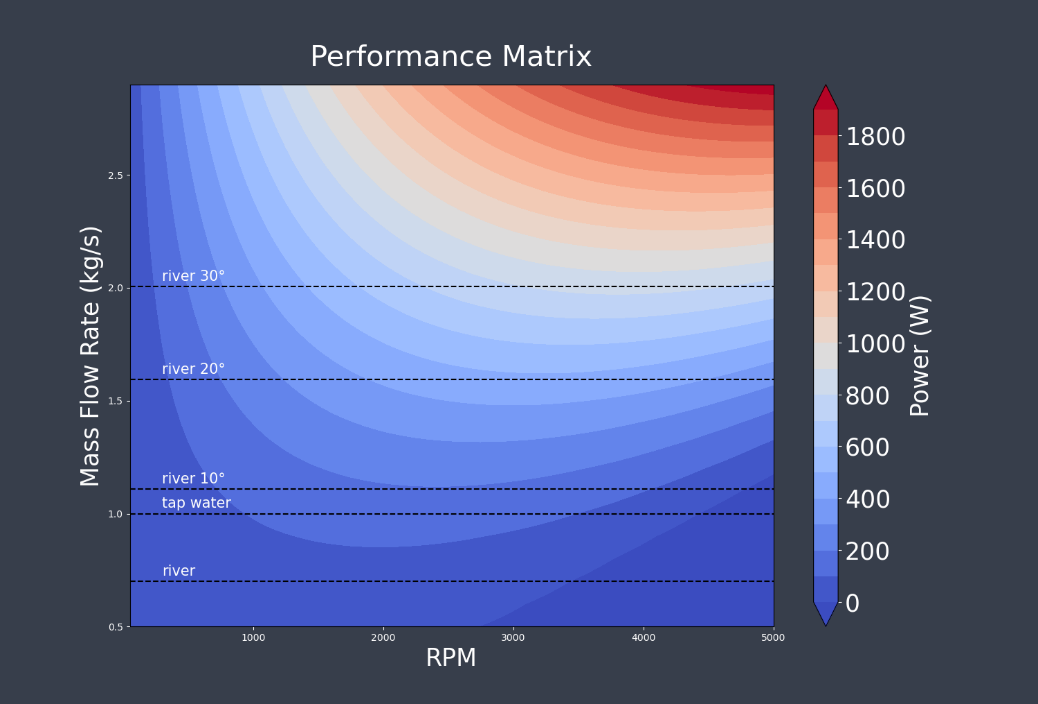 Performance Matrix
Mass Flow Rate (kg/s)
2.5
2.0
1.5
1.0
0.5
river 30°
river 20°
river 10°
tap water
river
1000
2000
3000
4000
5000
RPM
1800
1600
1400
1200
1000
800
600
400
200
0
Power (W)